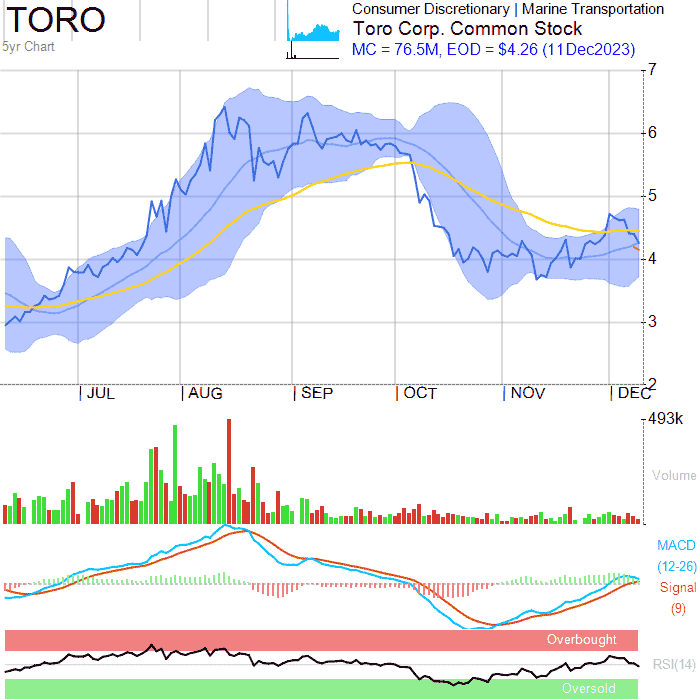 TORO
5yr Chart
Consumer Discretionary | Marine Transportation
Toro Corp. Common Stock
MC = 76.5M, EOD = $4.26 (11Dec2023)
7
6
5
4
3
2
JUL AUG SEP OCT NOV DEC
493k
Volume
MACD
(12-26)
Signal
(9)
Overbought
RSI(14)
Oversold